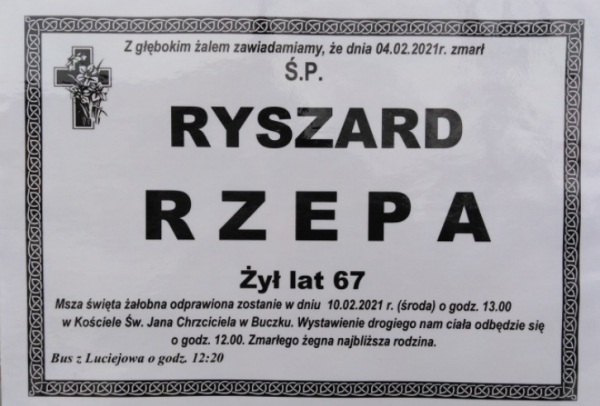 Z głębokim żalem zawiadamiamy, że dnia 04.02.2021r. zmarł
Ś.P.
RYSZARD
RZEPA
Żył lat 67
Msza święta żałobna odprawiona zostanie w dniu 10.02.2021 r. (środa) o godz. 13.00
w Kościele Św. Jana Chrzciciela w Buczku. Wystawienie drogiego nam ciała odbędzie się
o godz. 12.00. Zmarłego żegna najbliższa rodzina.
Bus z Luciejowa o godz. 12:20